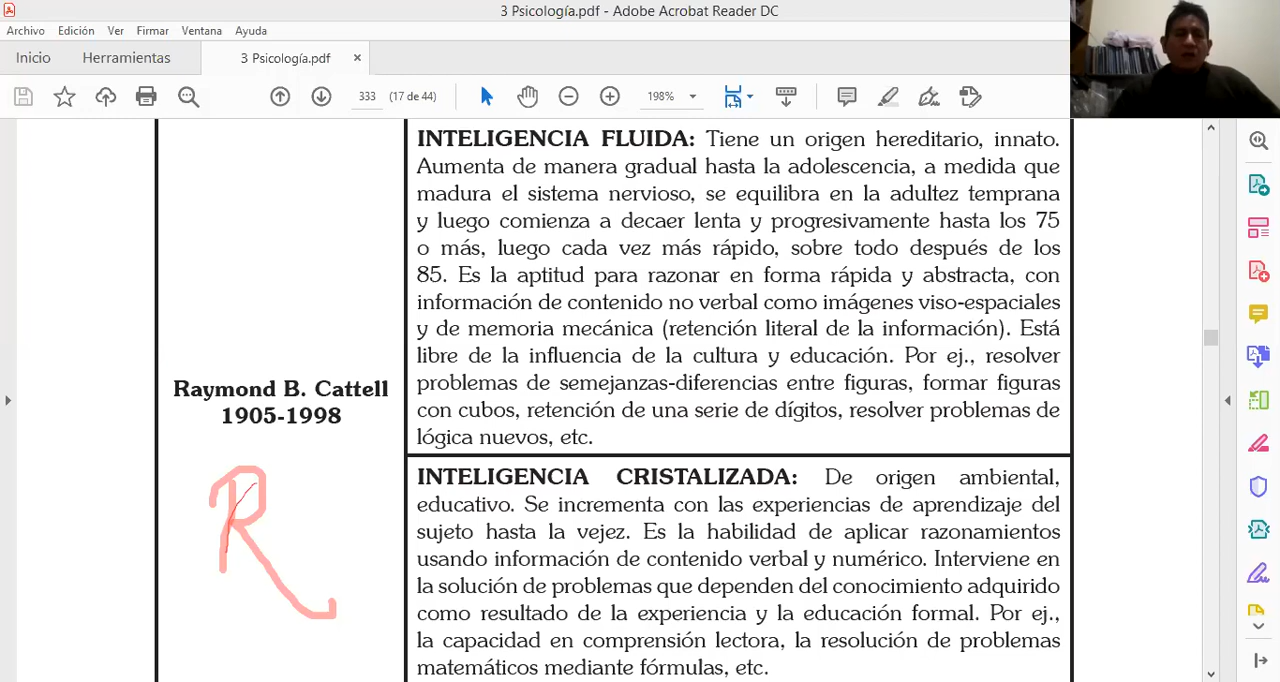 3 Psicología.pdf - Adobe Acrobat Reader DC
Archivo Edición Ver Firmar Ventana Ayuda
Inicio Herramientas 3 Psicología.pdf ×
333 (17 de 44) 198%
INTELIGENCIA FLUIDA: Tiene un origen hereditario, innato.
Aumenta de manera gradual hasta la adolescencia, a medida que
madura el sistema nervioso, se equilibra en la adultez temprana
y luego comienza a decaer lenta y progresivamente hasta los 75
o más, luego cada vez más rápido, sobre todo después de los
85. Es la aptitud para razonar en forma rápida y abstracta, con
información de contenido no verbal como imágenes viso-espaciales
y de memoria mecánica (retención literal de la información). Está
libre de la influencia de la cultura y educación. Por ej., resolver
problemas de semejanzas-diferencias entre figuras, formar figuras
con cubos, retención de una serie de dígitos, resolver problemas de
lógica nuevos, etc.
Raymond B. Cattell
1905-1998
R
INTELIGENCIA CRISTALIZADA: De origen ambiental,
educativo. Se incrementa con las experiencias de aprendizaje del
sujeto hasta la vejez. Es la habilidad de aplicar razonamientos
usando información de contenido verbal y numérico. Interviene en
la solución de problemas que dependen del conocimiento adquirido
como resultado de la experiencia y la educación formal. Por ej.,
la capacidad en comprensión lectora, la resolución de problemas
matemáticos mediante fórmulas, etc.